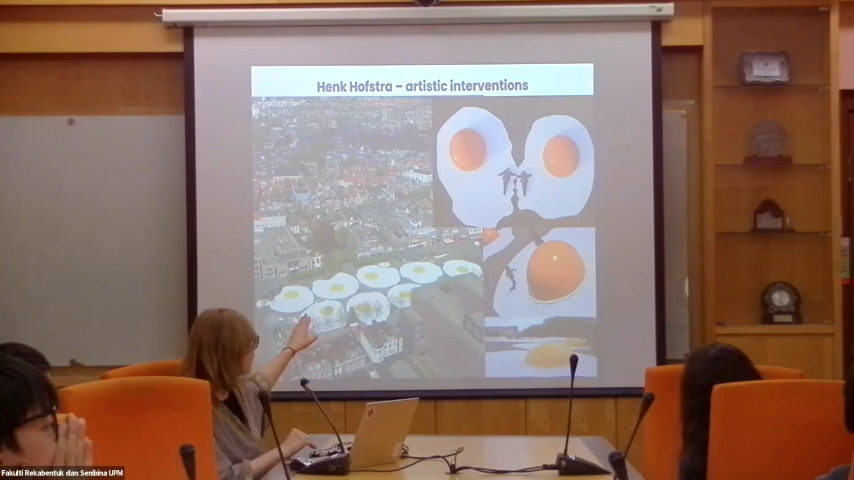 Henk Hofstra – artistic interventions
Fakulti Rekabentuk dan Senibina UPM